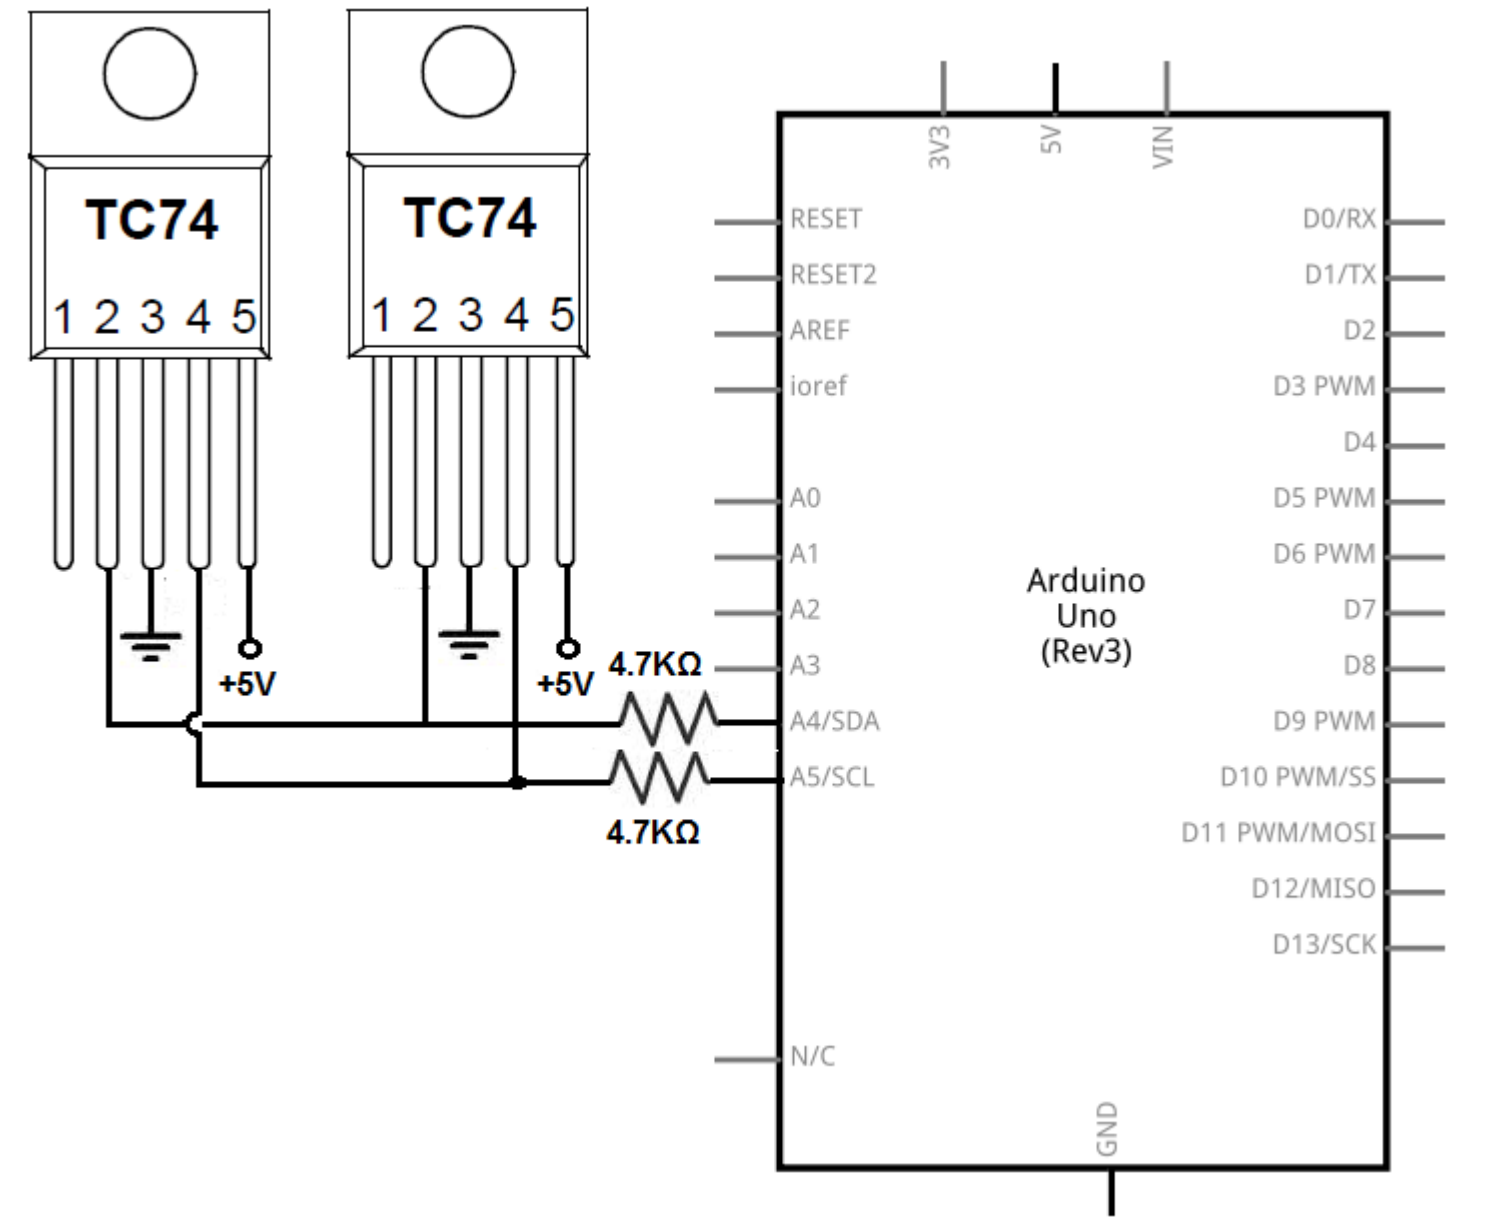 TC74
1 2 3 4 5
+5V
TC74
1 2 3 4 5
+5V
4.7KΩ
4.7KΩ
3V3
5V
VIN
RESET
RESET2
AREF
ioref
A0
A1
A2
A3
A4/SDA
A5/SCL
N/C
Arduino
Uno
(Rev3)
D0/RX
D1/TX
D2
D3 PWM
D4
D5 PWM
D6 PWM
D7
D8
D9 PWM
D10 PWM/SS
D11 PWM/MOSI
D12/MISO
D13/SCK
GND